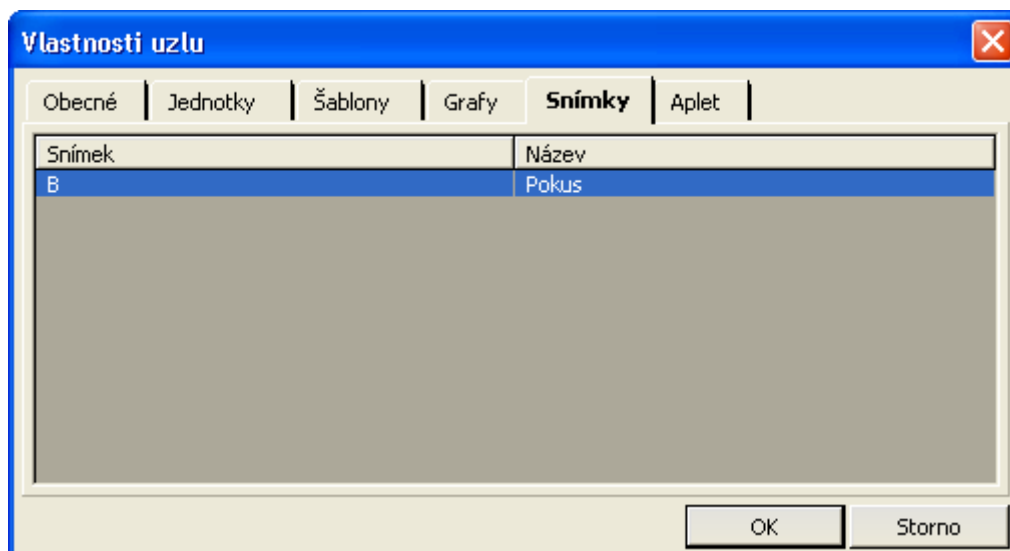 Vlastnosti uzlu
Obecné Jednotky Šablony Grafy Snímky Aplet
Snímek Název
B Pokus
OK Storno